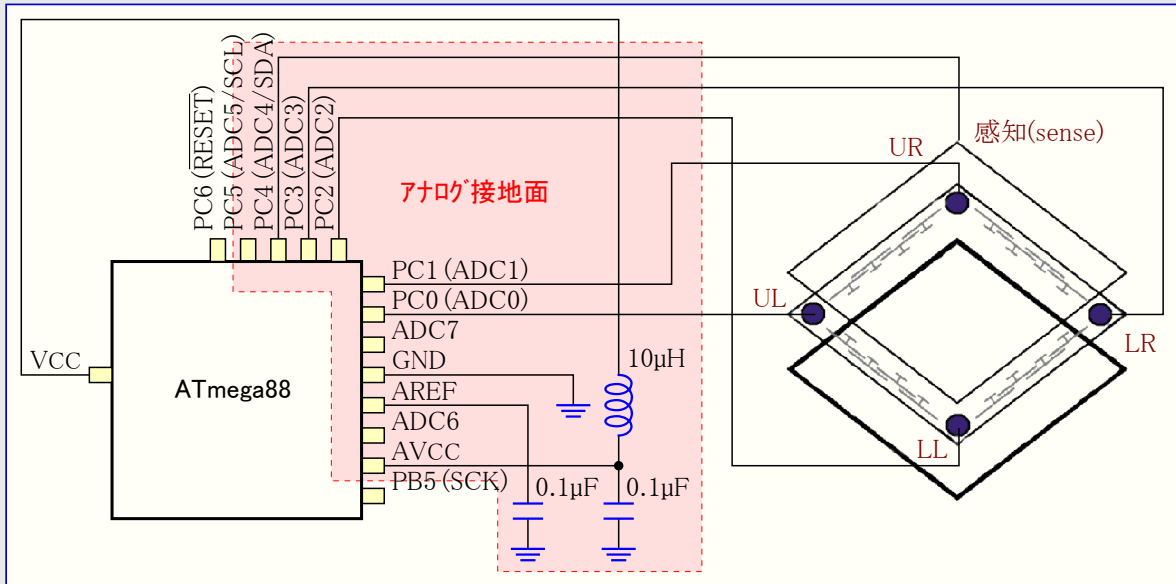 PC6(RESET)
PC5(ADC5/SCL)
PC4(ADC4/SDA)
PC3(ADC3)
PC2(ADC2)
アナログ接地面
感知(sense)
UR
PC1(ADC1)
PC0(ADC0)
UL
ADC7
LR
VCC
GND
10μH
ATmega88
AREF
ADC6
LL
AVCC
PB5(SCK)
0.1μF
0.1μF